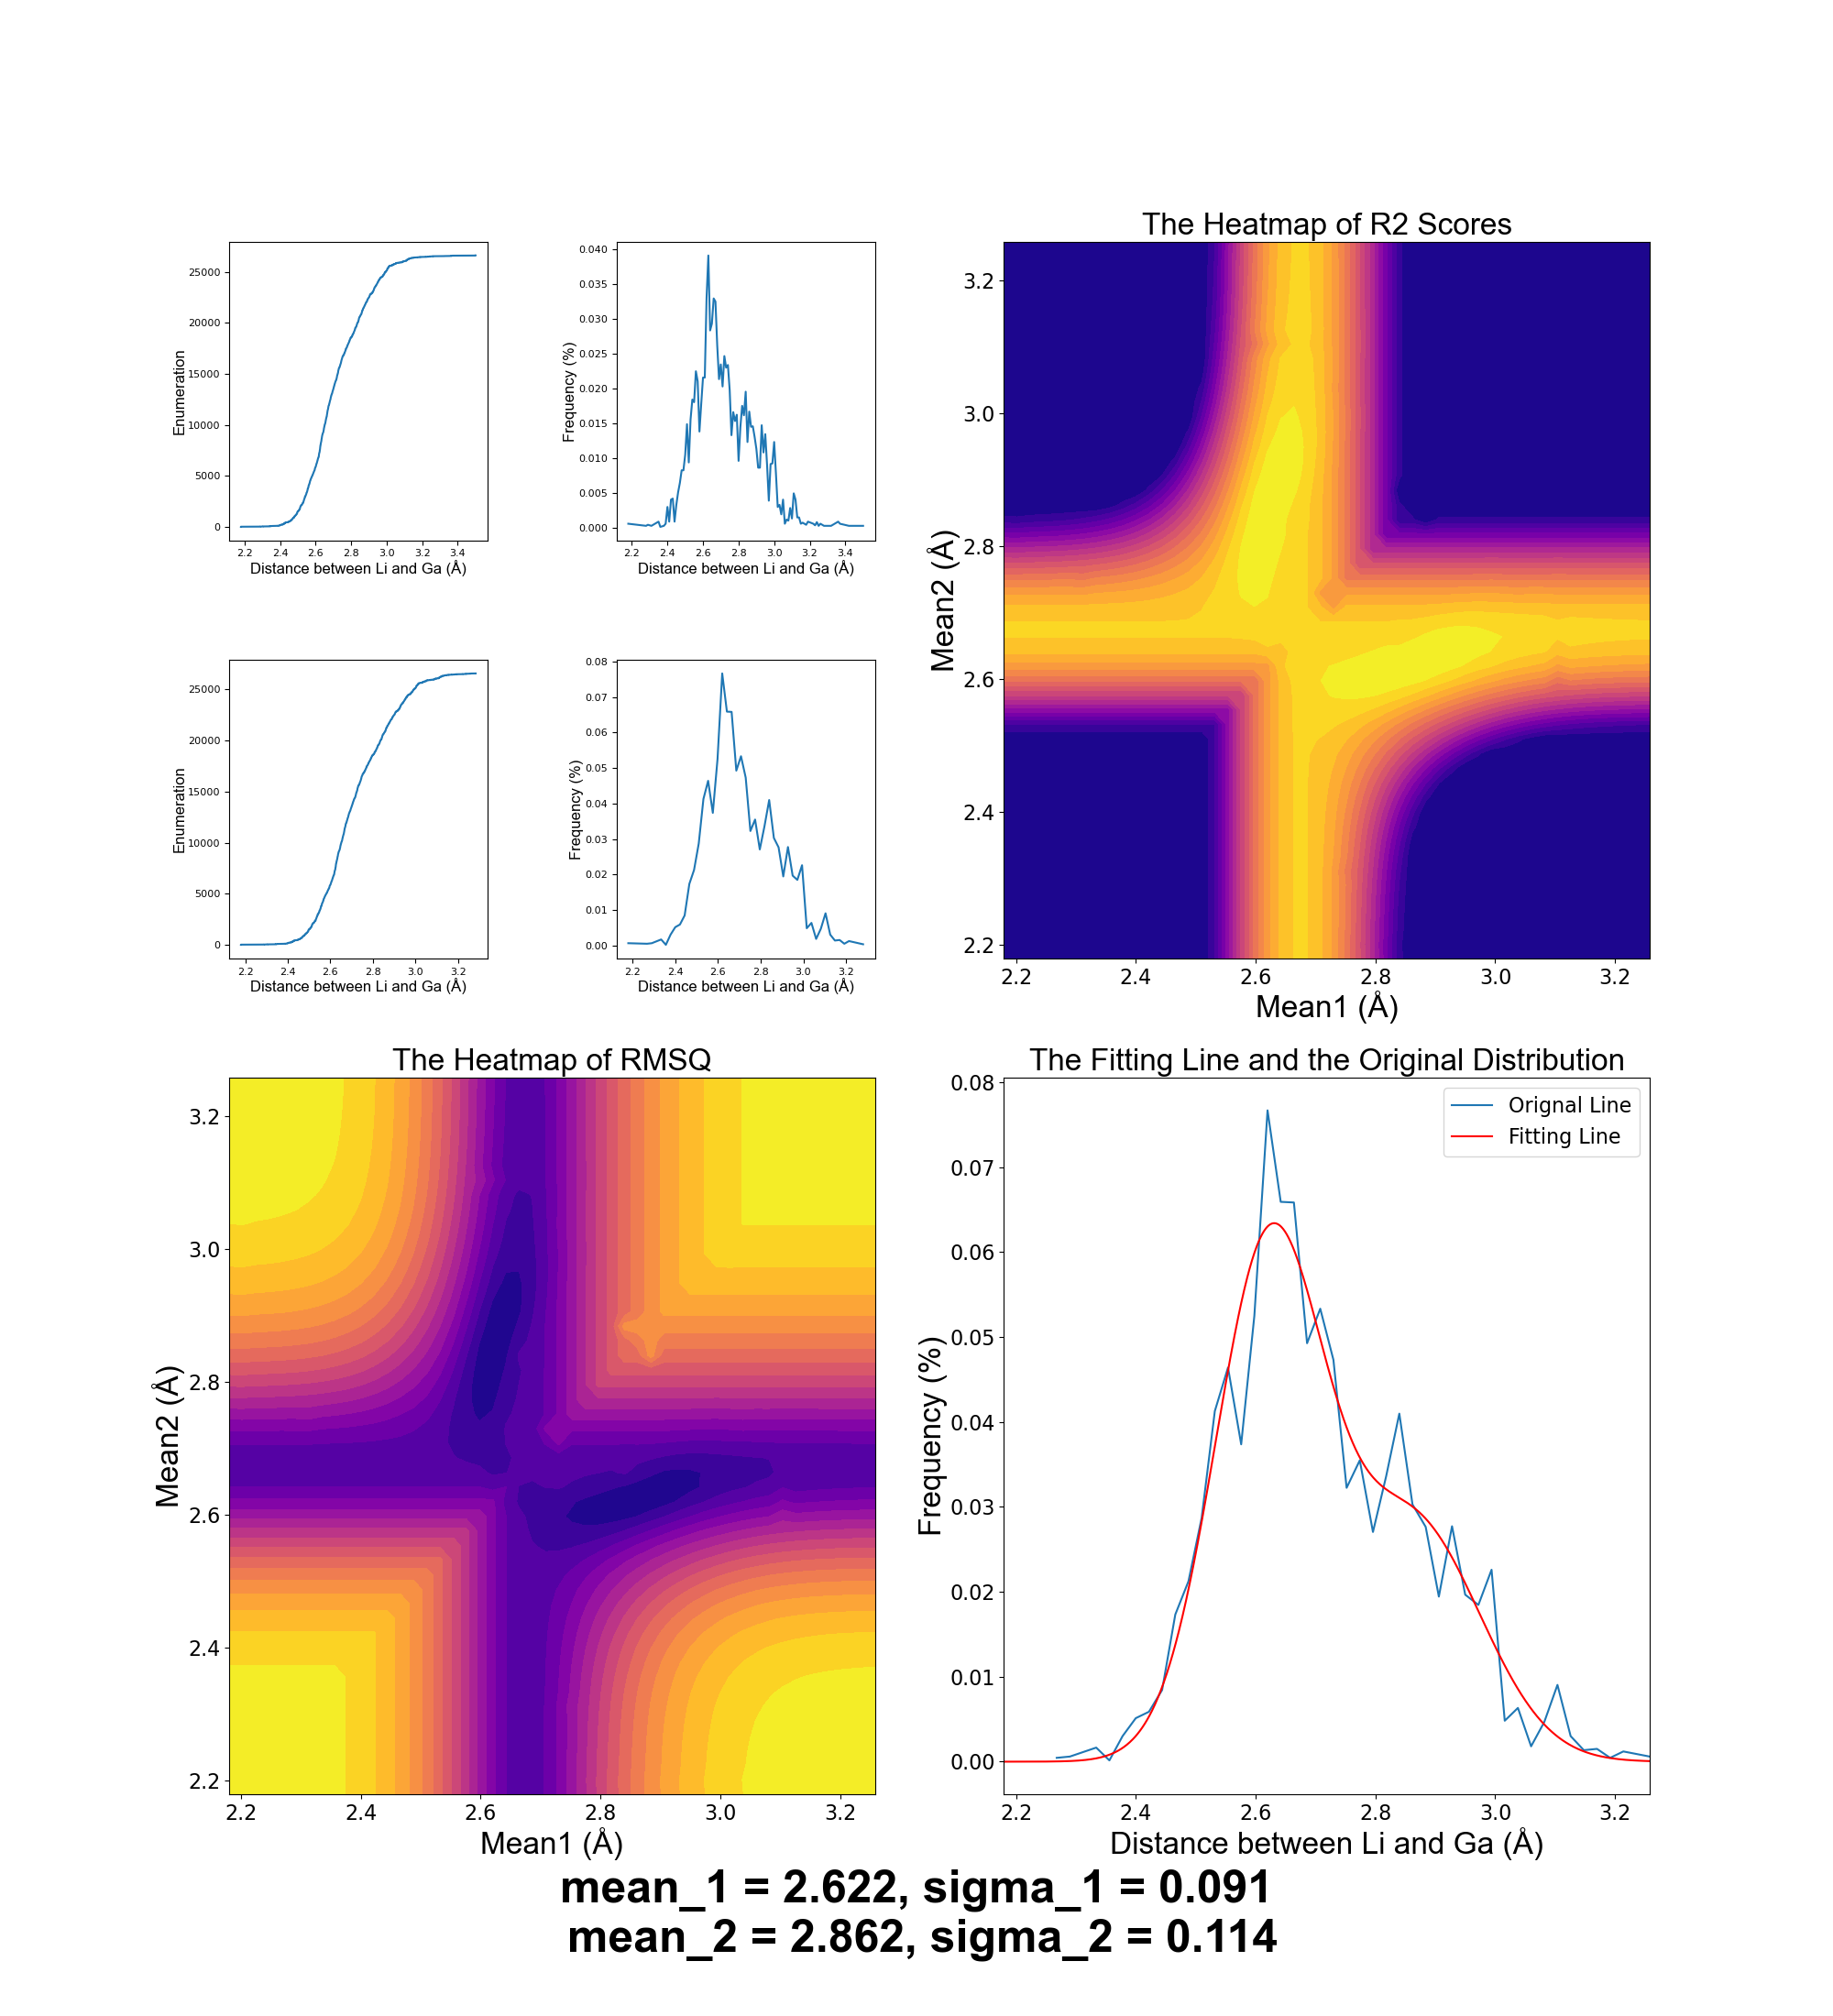 25000
20000
15000
10000
5000
0
Enumeration
2.2 2.4 2.6 2.8 3.0 3.2 3.4
Distance between Li and Ga (Å)
0.040
0.035
0.030
0.025
0.020
0.015
0.010
0.005
0.000
Frequency (%)
2.2 2.4 2.6 2.8 3.0 3.2 3.4
Distance between Li and Ga (Å)
The Heatmap of R2 Scores
3.2
3.0
2.8
2.6
2.4
2.2
Mean2 (Å)
2.2 2.4 2.6 2.8 3.0 3.2
Mean1 (Å)
25000
20000
15000
10000
5000
0
Enumeration
2.2 2.4 2.6 2.8 3.0 3.2
Distance between Li and Ga (Å)
0.08
0.07
0.06
0.05
0.04
0.03
0.02
0.01
0.00
Frequency (%)
2.2 2.4 2.6 2.8 3.0 3.2
Distance between Li and Ga (Å)
The Heatmap of RMSQ
3.2
3.0
2.8
2.6
2.4
2.2
Mean2 (Å)
2.2 2.4 2.6 2.8 3.0 3.2
Mean1 (Å)
The Fitting Line and the Original Distribution
Orignal Line
Fitting Line
0.08
0.07
0.06
0.05
0.04
0.03
0.02
0.01
0.00
Frequency (%)
2.2 2.4 2.6 2.8 3.0 3.2
Distance between Li and Ga (Å)
mean_1 = 2.622, sigma_1 = 0.091
mean_2 = 2.862, sigma_2 = 0.114